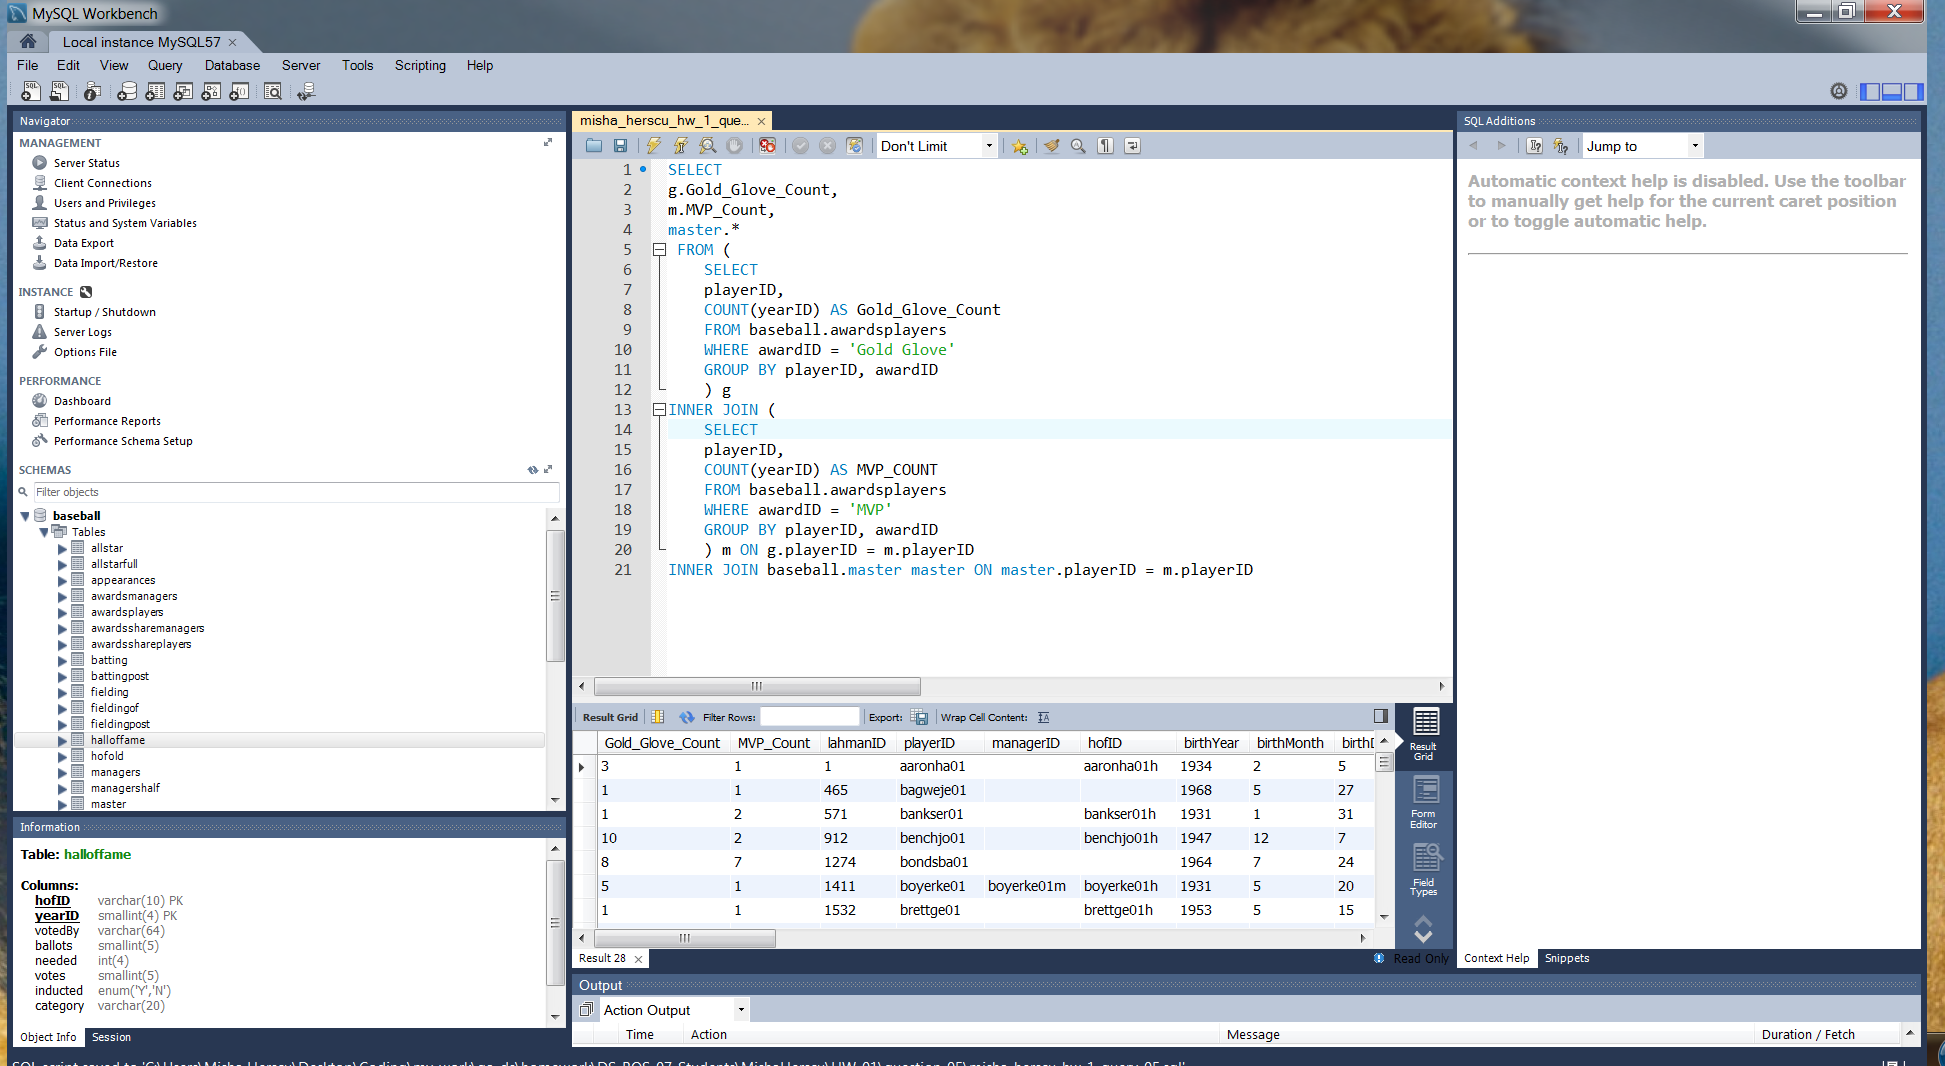 MySQL Workbench
Local instance MySQL57
File Edit View Query Database Server Tools Scripting Help
Navigator
MANAGEMENT
Server Status
Client Connections
Users and Privileges
Status and System Variables
Data Export
Data Import/Restore
INSTANCE
Startup / Shutdown
Server Logs
Options File
PERFORMANCE
Dashboard
Performance Reports
Performance Schema Setup
SCHEMAS
Filter objects
baseball
Tables
allstar
allstarfull
appearances
awardsmanagers
awardsplayers
awardssharemanagers
awardsshareplayers
batting
battingpost
fielding
fieldingof
fieldingpost
halloffame
hofold
managers
managershalf
master
Information
Table: halloffame
Columns:
hofID varchar(10) PK
yearID smallint(4) PK
votedBy varchar(64)
ballots smallint(5)
needed int(4)
votes smallint(5)
inducted enum('Y','N')
category varchar(20)
Object Info Session
misha_herscu_hw_1_que...
Don't Limit
1 SELECT
2 g.Gold_Glove_Count,
3 m.MVP_Count,
4 master.*
5 FROM (
6 SELECT
7 playerID,
8 COUNT(yearID) AS Gold_Glove_Count
9 FROM baseball.awardsplayers
10 WHERE awardID = 'Gold Glove'
11 GROUP BY playerID, awardID
12 ) g
13 INNER JOIN (
14 SELECT
15 playerID,
16 COUNT(yearID) AS MVP_COUNT
17 FROM baseball.awardsplayers
18 WHERE awardID = 'MVP'
19 GROUP BY playerID, awardID
20 ) m ON g.playerID = m.playerID
21 INNER JOIN baseball.master master ON master.playerID = m.playerID
Result Grid Filter Rows: Export: Wrap Cell Content:
Gold_Glove_Count MVP_Count lahmanID playerID managerID hofID birthYear birthMonth
3 1 1 aaronha01 aaronha01h 1934 2 5
1 1 465 bagweje01 1968 5 27
1 2 571 bankser01 bankser01h 1931 1 31
10 2 912 benchjo01 benchjo01h 1947 12 7
8 7 1274 bondsba01 1964 7 24
5 1 1411 boyerke01 boyerke01m boyerke01h 1931 5 20
1 1 1532 brettge01 brettge01h 1953 5 15
Result Grid
Form Editor
Field Types
Result 28
Read Only
SQL Additions
Jump to
Automatic context help is disabled. Use the toolbar
to manually get help for the current caret position
or to toggle automatic help.
Context Help Snippets
Output
Action Output
Time Action Message Duration / Fetch